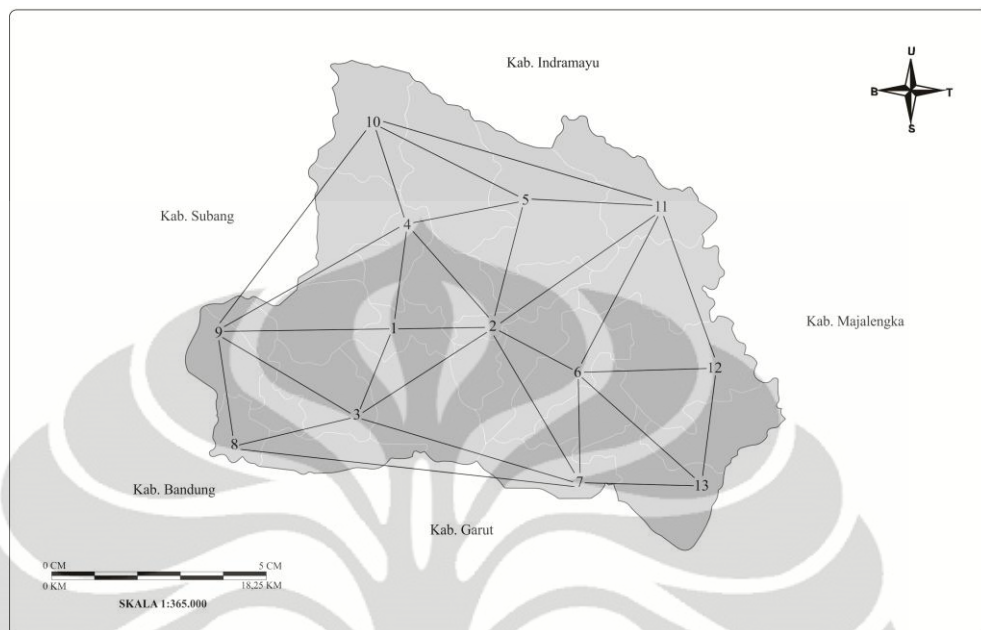 Kab. Indramayu
U
B
T
S
10
5
11
Kab. Subang
4
Kab. Majalengka
9
1
2
6
12
3
8
7
13
Kab. Bandung
Kab. Garut
0 CM
5 CM
0 KM
18,25 KM
SKALA 1:365.000